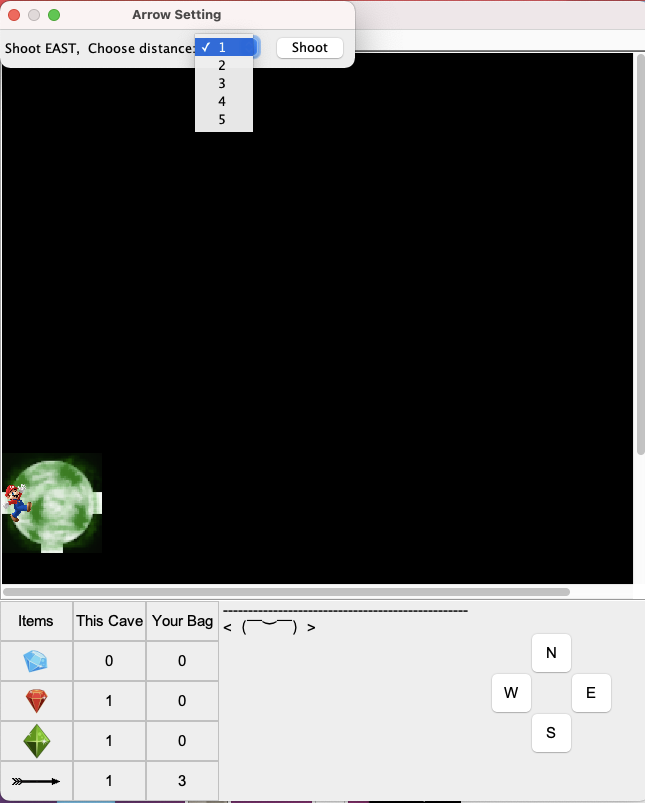 Arrow Setting
Shoot EAST, Choose distance: ✓ 1 Shoot
2
3
4
5
Items This Cave Your Bag
0 0
1 0
1 0
1 3
--------------------------------------------------
< (￣︶￣) >
N
W E
S